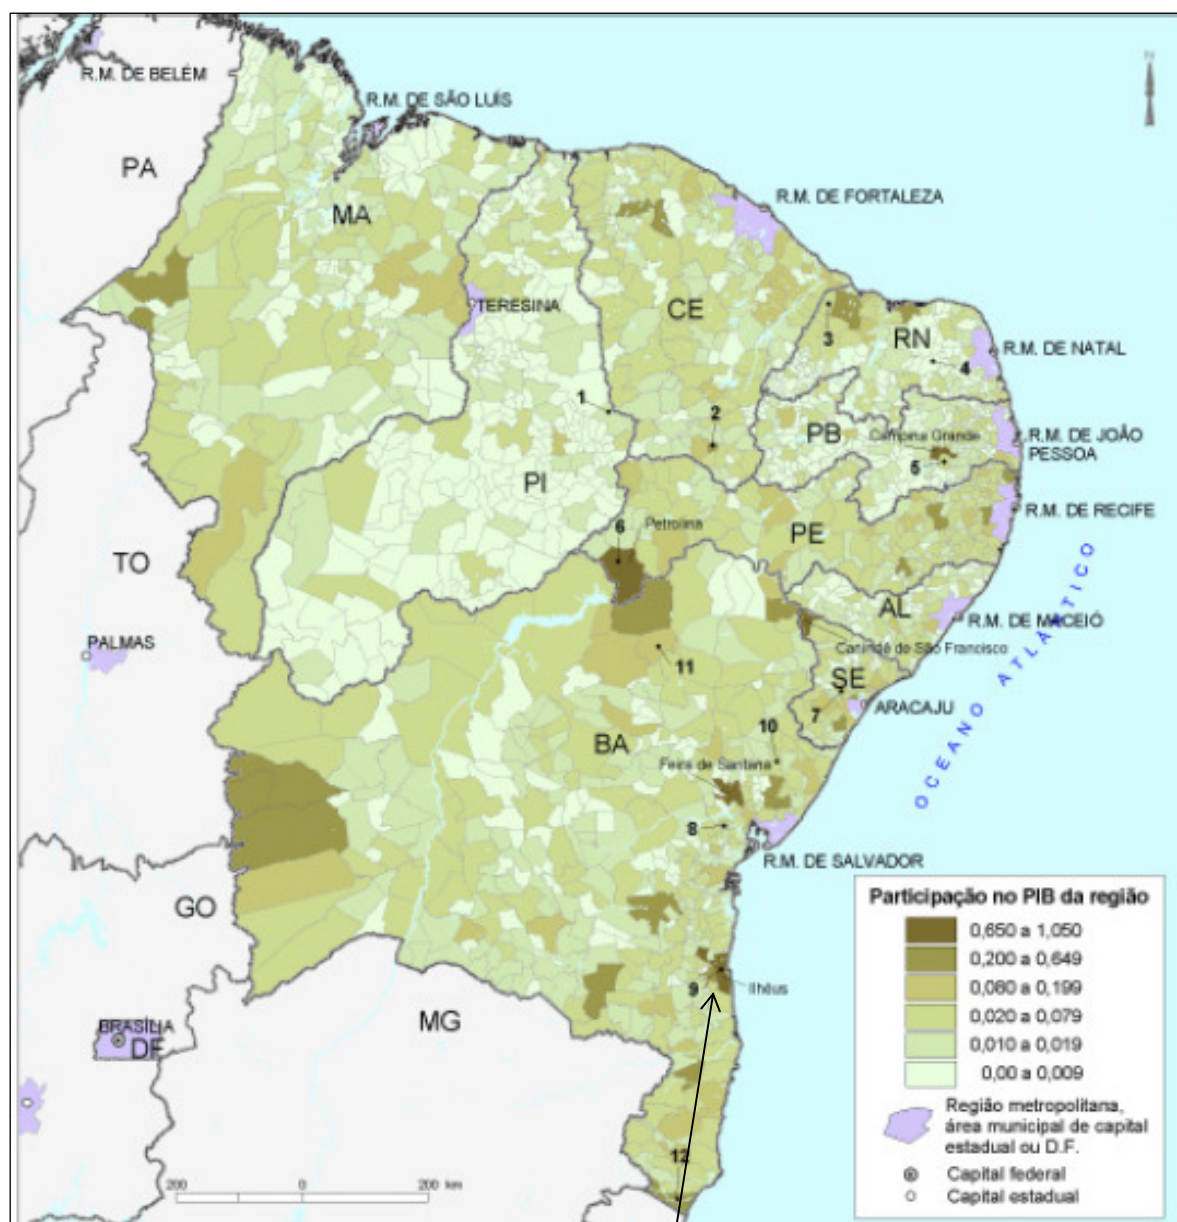 N
R.M. DE BELÉM
R.M. DE SÃO LUÍS
PA
MA
R.M. DE FORTALEZA
TERESINA
CE
3
RN
R.M. DE NATAL
4
1
2
PB
Campina Grande
R.M. DE JOÃO
PESSOA
5
PI
6
Petrolina
PE
R.M. DE RECIFE
TO
AL
R.M. DE MACEIÓ
PALMAS
Canindé de São Francisco
11
SE
ARACAJU
7
10
BA
Feira de Santana
OCEANO ATLÂTICO
8
R.M. DE SALVADOR
GO
9
Ilhéus
MG
BRASÍLIA
DF
12
200 0 200 km
Participação no PIB da região
0,650 a 1,050
0,200 a 0,649
0,080 a 0,199
0,020 a 0,079
0,010 a 0,019
0,00 a 0,009
Região metropolitana,
área municipal de capital
estadual ou D.F.
Capital federal
Capital estadual